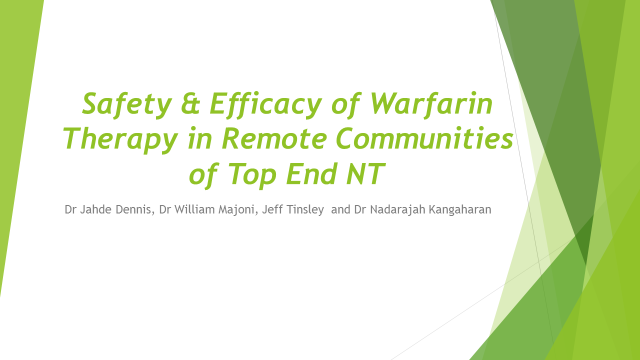 Safety & Efficacy of Warfarin
Therapy in Remote Communities
of Top End NT
Dr Jahde Dennis, Dr William Majoni, Jeff Tinsley and Dr Nadarajah Kangaharan